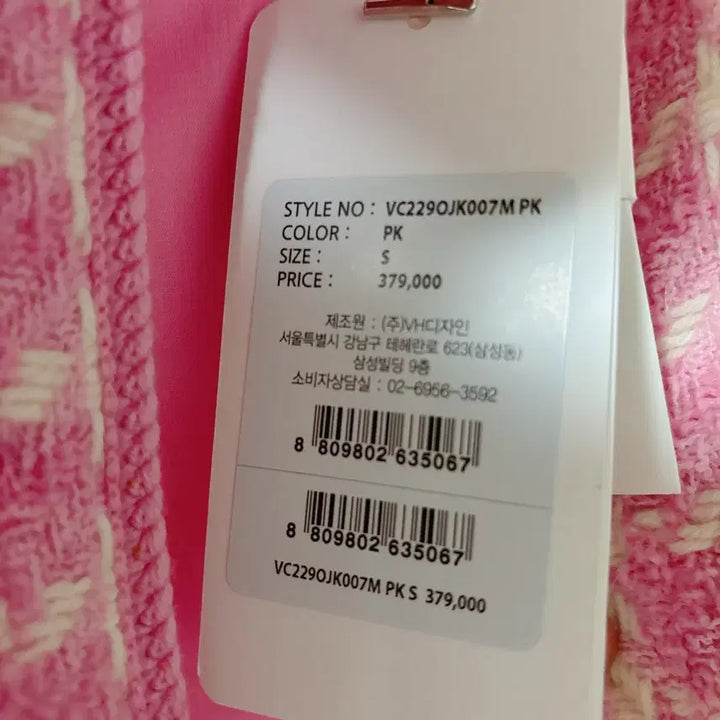 STYLE NO : VC229OJK007M PK
COLOR : PK
SIZE : S
PRICE : 379,000
제조원 : (주)VH디자인
서울특별시 강남구 테헤란로 623(삼성동)
삼성빌딩 9층
소비자상담실 : 02-6956-3592
8 809802 635067
8 809802 635067
VC229OJK007M PK S 379,000